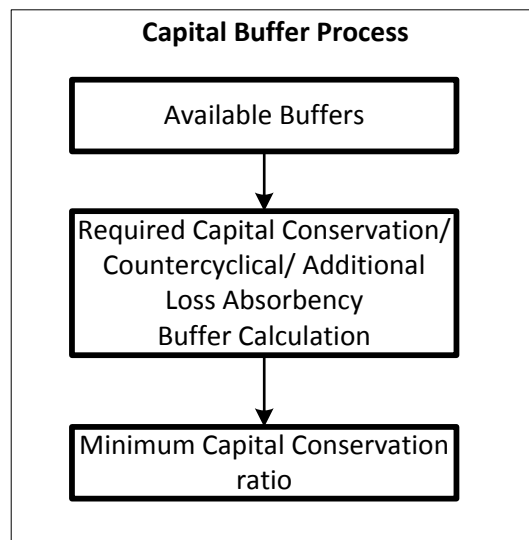 Capital Buffer Process
Available Buffers
Required Capital Conservation/
Countercyclical/ Additional
Loss Absorbency
Buffer Calculation
Minimum Capital Conservation
ratio